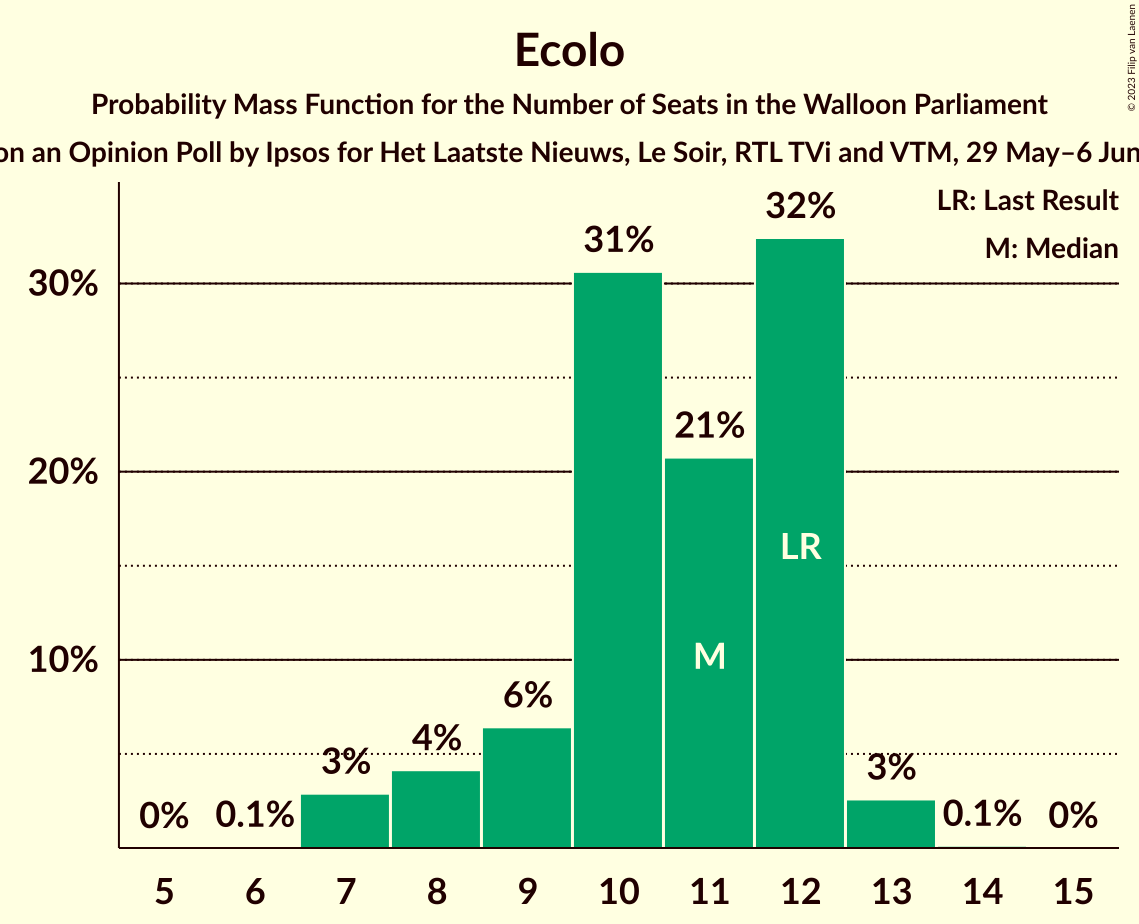 Ecolo
Probability Mass Function for the Number of Seats in the Walloon Parliament
on an Opinion Poll by Ipsos for Het Laatste Nieuws, Le Soir, RTL TVi and VTM, 29 May–6 Jun
© 2023 Filip van Laenen
LR: Last Result
M: Median
30%
20%
10%
0%
0.1%
3%
4%
6%
31%
21%
32%
3%
0.1%
0%
M
LR
5 6 7 8 9 10 11 12 13 14 15